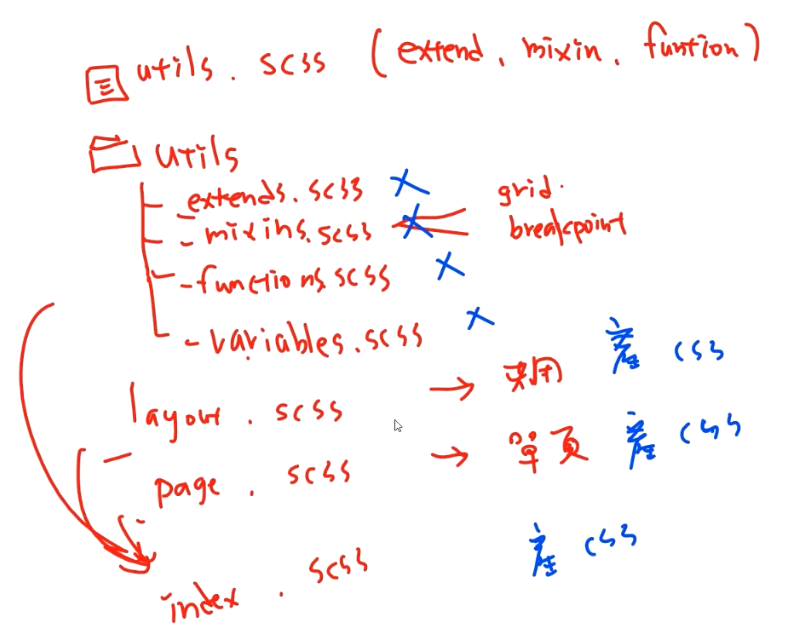 utils. scss (extend, mixin, funtion)
utils
_extends.scss
_mixins.scss
grid.
breakpoint
_functions.scss
_variables.scss
layout. scss → 共用 產 css
page. scss → 單頁 產 css
index. scss 產 css